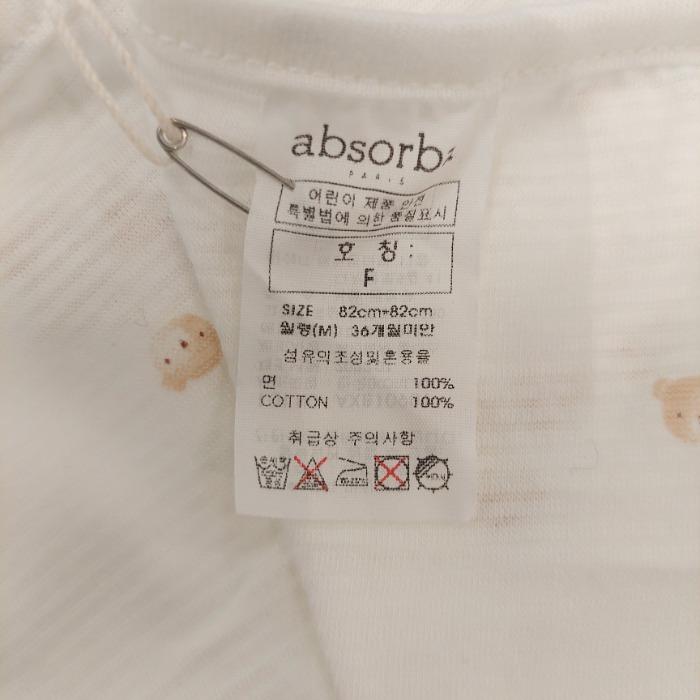 absorba
PARIS
어린이 제품 안전
특별법에 의한 품질표시
호 칭 :
F
SIZE 82cm*82cm
월령(M) 36개월미만
섬유의조성및혼용율
면 100%
COTTON 100%
취급상 주의사항